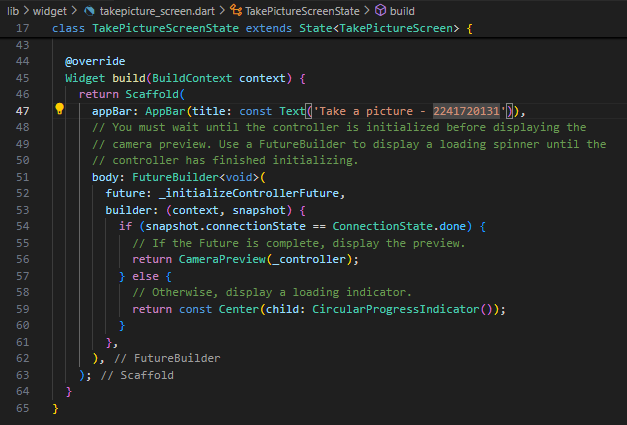 lib > widget > takepicture_screen.dart > TakePictureScreenState > build
17 class TakePictureScreenState extends State<TakePictureScreen> {
43
44 @override
45 Widget build(BuildContext context) {
46 return Scaffold(
47 appBar: AppBar(title: const Text('Take a picture - 2241720131')),
48 // You must wait until the controller is initialized before displaying the
49 // camera preview. Use a FutureBuilder to display a loading spinner until the
50 // controller has finished initializing.
51 body: FutureBuilder<void>(
52 future: _initializeControllerFuture,
53 builder: (context, snapshot) {
54 if (snapshot.connectionState == ConnectionState.done) {
55 // If the Future is complete, display the preview.
56 return CameraPreview(_controller);
57 } else {
58 // Otherwise, display a loading indicator.
59 return const Center(child: CircularProgressIndicator());
60 }
61 },
62 ), // FutureBuilder
63 ); // Scaffold
64 }
65 }